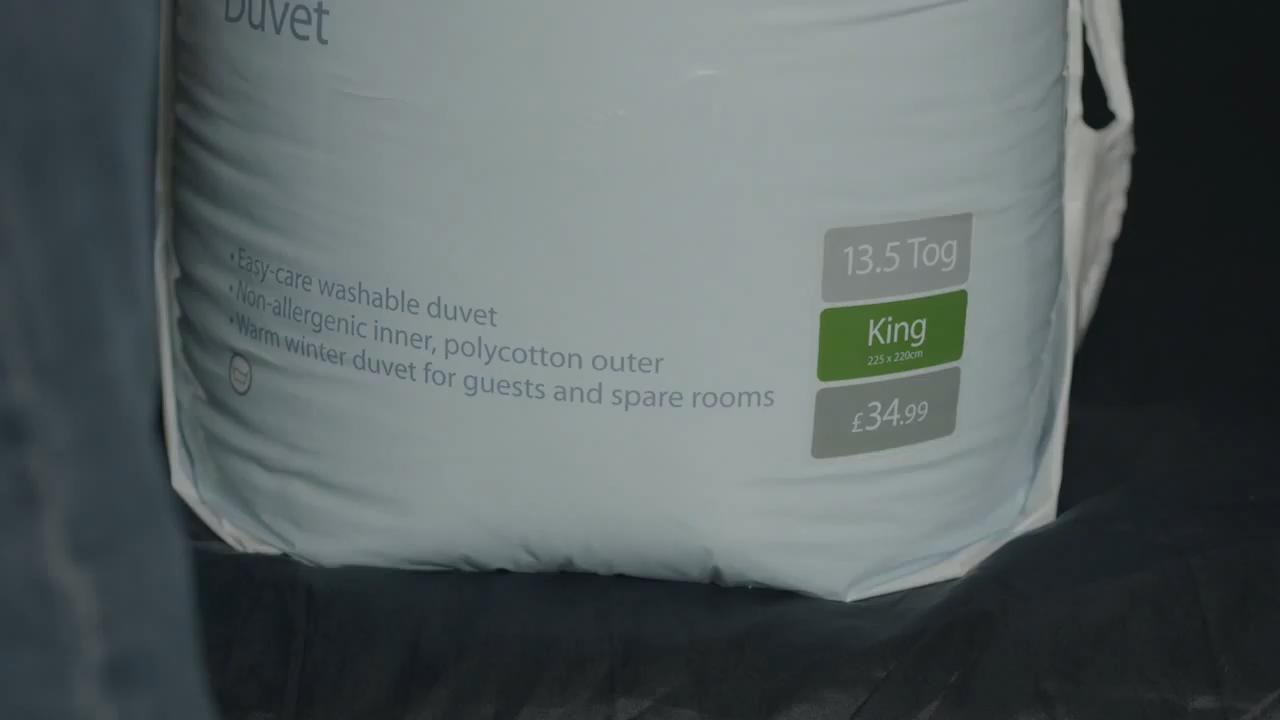 Duvet
• Easy-care washable duvet
• Non-allergenic inner, polycotton outer
• Warm winter duvet for guests and spare rooms
13.5 Tog
King
225 x 220cm
£34.99